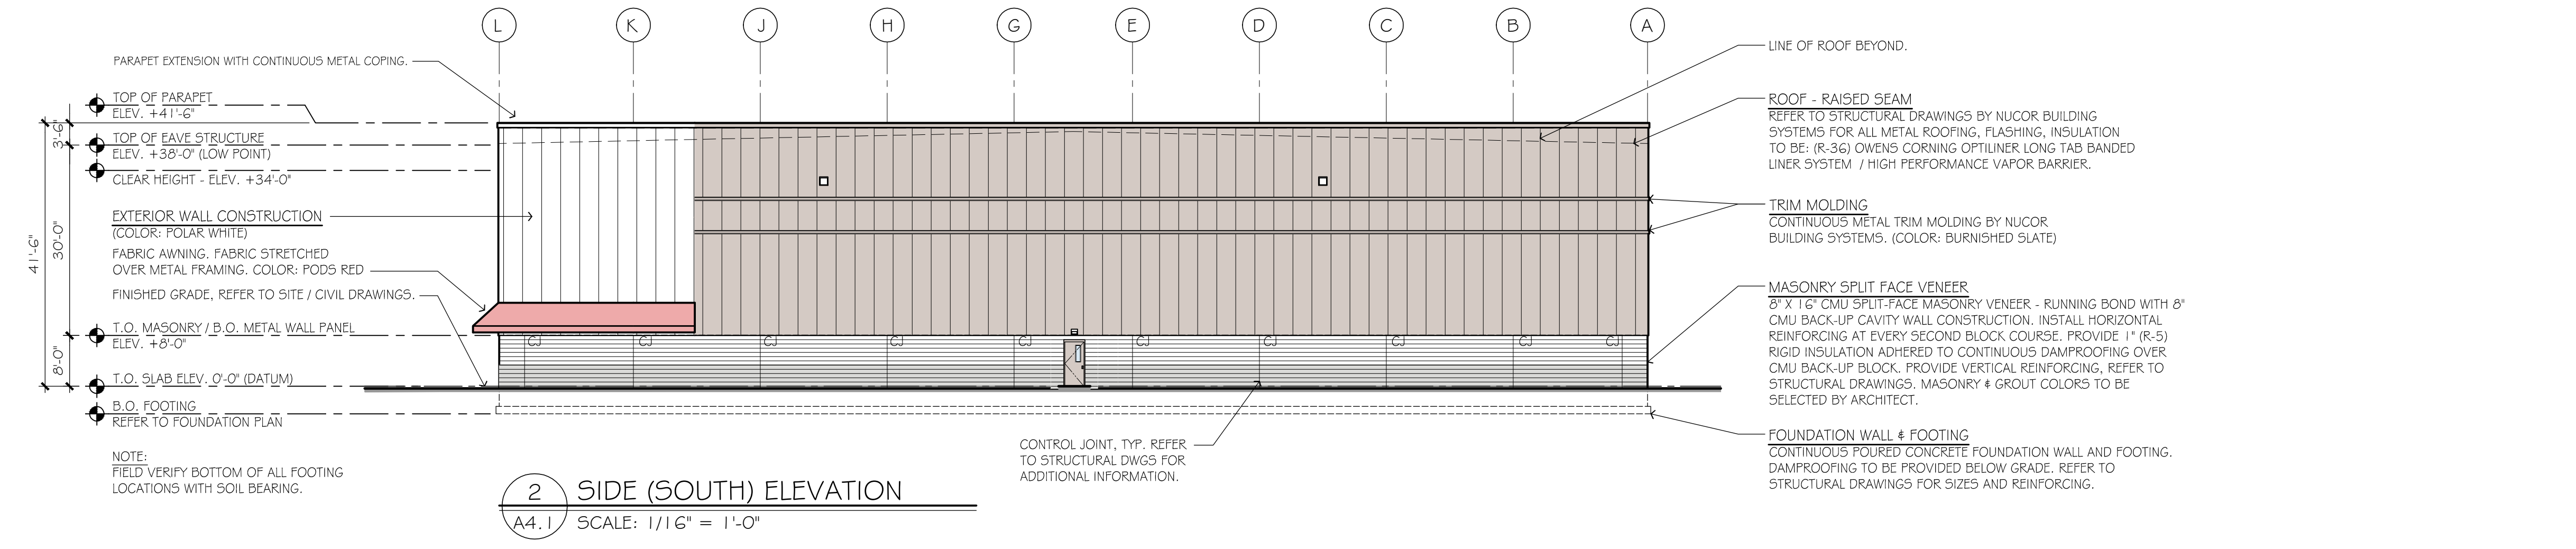 L K J H G E D C B A
PARAPET EXTENSION WITH CONTINUOUS METAL COPING.
TOP OF PARAPET
ELEV. +41'-6"
TOP OF EAVE STRUCTURE
ELEV. +38'-0" (LOW POINT)
CLEAR HEIGHT - ELEV. +34'-0"
EXTERIOR WALL CONSTRUCTION
(COLOR: POLAR WHITE)
FABRIC AWNING. FABRIC STRETCHED
OVER METAL FRAMING. COLOR: PODS RED
FINISHED GRADE, REFER TO SITE / CIVIL DRAWINGS.
T.O. MASONRY / B.O. METAL WALL PANEL
ELEV. +8'-0"
T.O. SLAB ELEV. 0'-0" (DATUM)
B.O. FOOTING
REFER TO FOUNDATION PLAN
NOTE:
FIELD VERIFY BOTTOM OF ALL FOOTING
LOCATIONS WITH SOIL BEARING.
41'-6"
3'-6"
30'-0"
8'-0"
CJ CJ CJ CJ CJ CJ CJ CJ CJ CJ
CONTROL JOINT, TYP. REFER
TO STRUCTURAL DWGS FOR
ADDITIONAL INFORMATION.
LINE OF ROOF BEYOND.
ROOF - RAISED SEAM
REFER TO STRUCTURAL DRAWINGS BY NUCOR BUILDING
SYSTEMS FOR ALL METAL ROOFING, FLASHING, INSULATION
TO BE: (R-36) OWENS CORNING OPTILINER LONG TAB BANDED
LINER SYSTEM / HIGH PERFORMANCE VAPOR BARRIER.
TRIM MOLDING
CONTINUOUS METAL TRIM MOLDING BY NUCOR
BUILDING SYSTEMS. (COLOR: BURNISHED SLATE)
MASONRY SPLIT FACE VENEER
8" X 16" CMU SPLIT-FACE MASONRY VENEER - RUNNING BOND WITH 8"
CMU BACK-UP CAVITY WALL CONSTRUCTION. INSTALL HORIZONTAL
REINFORCING AT EVERY SECOND BLOCK COURSE. PROVIDE 1" (R-5)
RIGID INSULATION ADHERED TO CONTINUOUS DAMPROOFING OVER
CMU BACK-UP BLOCK. PROVIDE VERTICAL REINFORCING, REFER TO
STRUCTURAL DRAWINGS. MASONRY & GROUT COLORS TO BE
SELECTED BY ARCHITECT.
FOUNDATION WALL & FOOTING
CONTINUOUS POURED CONCRETE FOUNDATION WALL AND FOOTING.
DAMPROOFING TO BE PROVIDED BELOW GRADE. REFER TO
STRUCTURAL DRAWINGS FOR SIZES AND REINFORCING.
2
A4.1
SIDE (SOUTH) ELEVATION
SCALE: 1/16" = 1'-0"